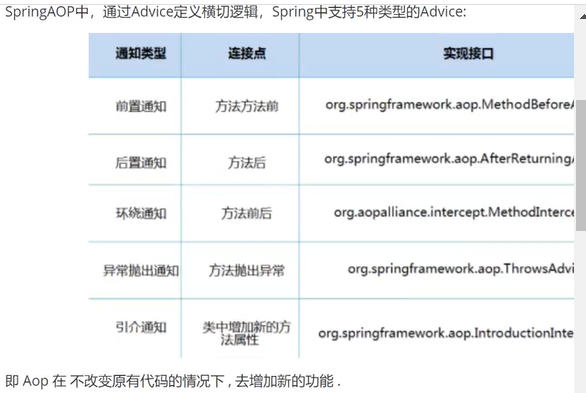 SpringAOP中，通过Advice定义横切逻辑，Spring中支持5种类型的Advice:
通知类型 连接点 实现接口
前置通知 方法方法前 org.springframework.aop.MethodBefore
后置通知 方法后 org.springframework.aop.AfterReturning
环绕通知 方法前后 org.aopalliance.intercept.MethodInterce
异常抛出通知 方法抛出异常 org.springframework.aop.ThrowsAdvi
引介通知 类中增加新的方
法属性 org.springframework.aop.IntroductionInte
即 Aop 在 不改变原有代码的情况下 , 去增加新的功能 .